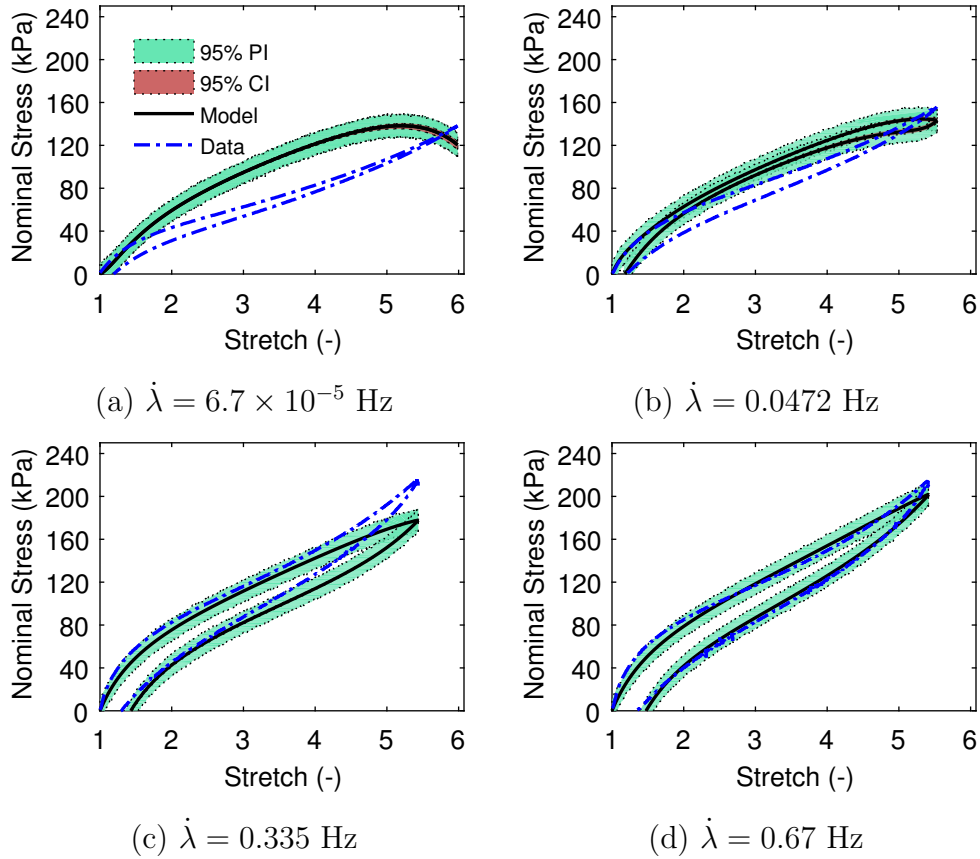 Nominal Stress (kPa)
240
200
160
120
80
40
0
95% PI
95% CI
Model
Data
1 2 3 4 5 6
Stretch (-)
(a) λ̇ = 6.7 × 10⁻⁵ Hz
Nominal Stress (kPa)
240
200
160
120
80
40
0
1 2 3 4 5 6
Stretch (-)
(b) λ̇ = 0.0472 Hz
Nominal Stress (kPa)
240
200
160
120
80
40
0
1 2 3 4 5 6
Stretch (-)
(c) λ̇ = 0.335 Hz
Nominal Stress (kPa)
240
200
160
120
80
40
0
1 2 3 4 5 6
Stretch (-)
(d) λ̇ = 0.67 Hz